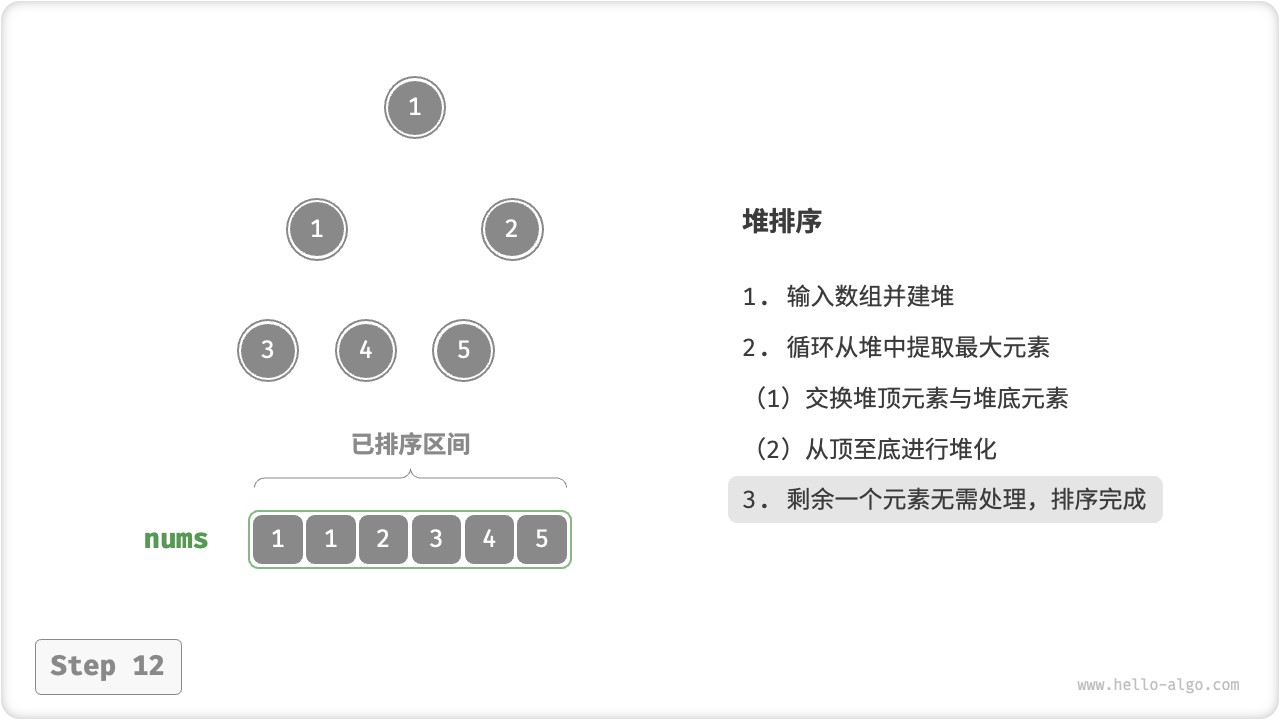 1
1 2
3 4 5
已排序区间
nums 1 1 2 3 4 5
堆排序
1. 输入数组并建堆
2. 循环从堆中提取最大元素
（1）交换堆顶元素与堆底元素
（2）从顶至底进行堆化
3. 剩余一个元素无需处理，排序完成
Step 12
www.hello-algo.com